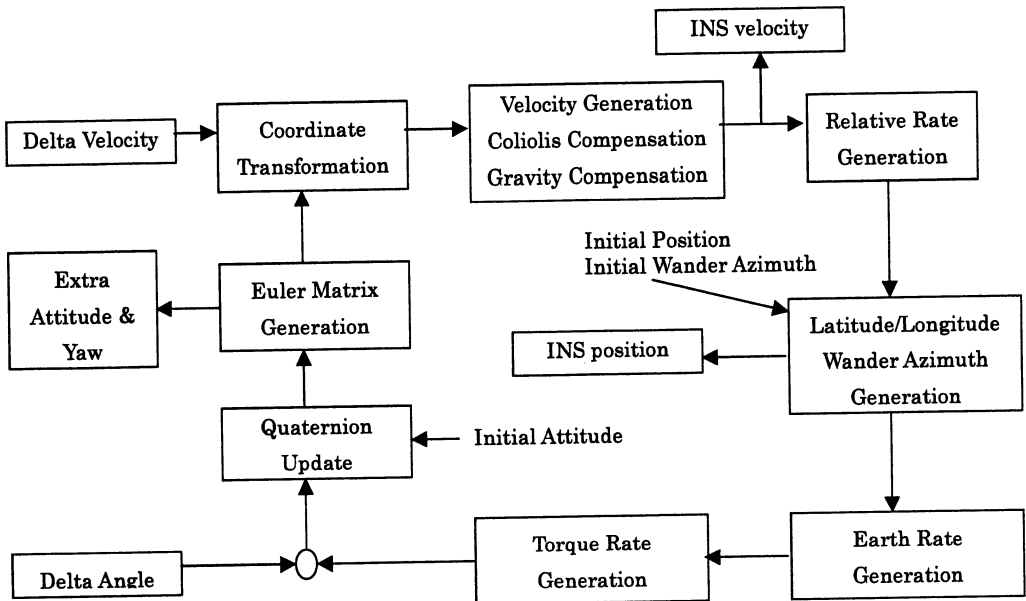 INS velocity
Delta Velocity
Coordinate
Transformation
Velocity Generation
Coliolis Compensation
Gravity Compensation
Relative Rate
Generation
Initial Position
Initial Wander Azimuth
Extra
Attitude &
Yaw
Euler Matrix
Generation
INS position
Latitude/Longitude
Wander Azimuth
Generation
Quaternion
Update
Initial Attitude
Delta Angle
Torque Rate
Generation
Earth Rate
Generation